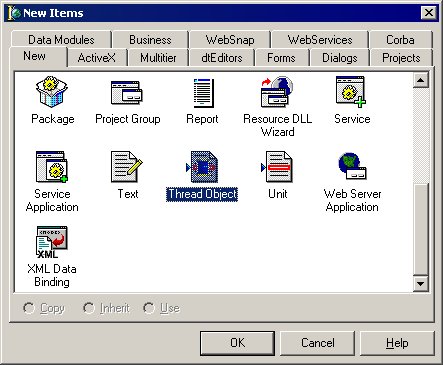 New Items
Data Modules Business WebSnap WebServices Corba
New ActiveX Multitier dtEditors Forms Dialogs Projects
Package Project Group Report Resource DLL Wizard Service
Service Application Text Thread Object Unit Web Server Application
XML
XML Data Binding
Copy Inherit Use
OK Cancel Help